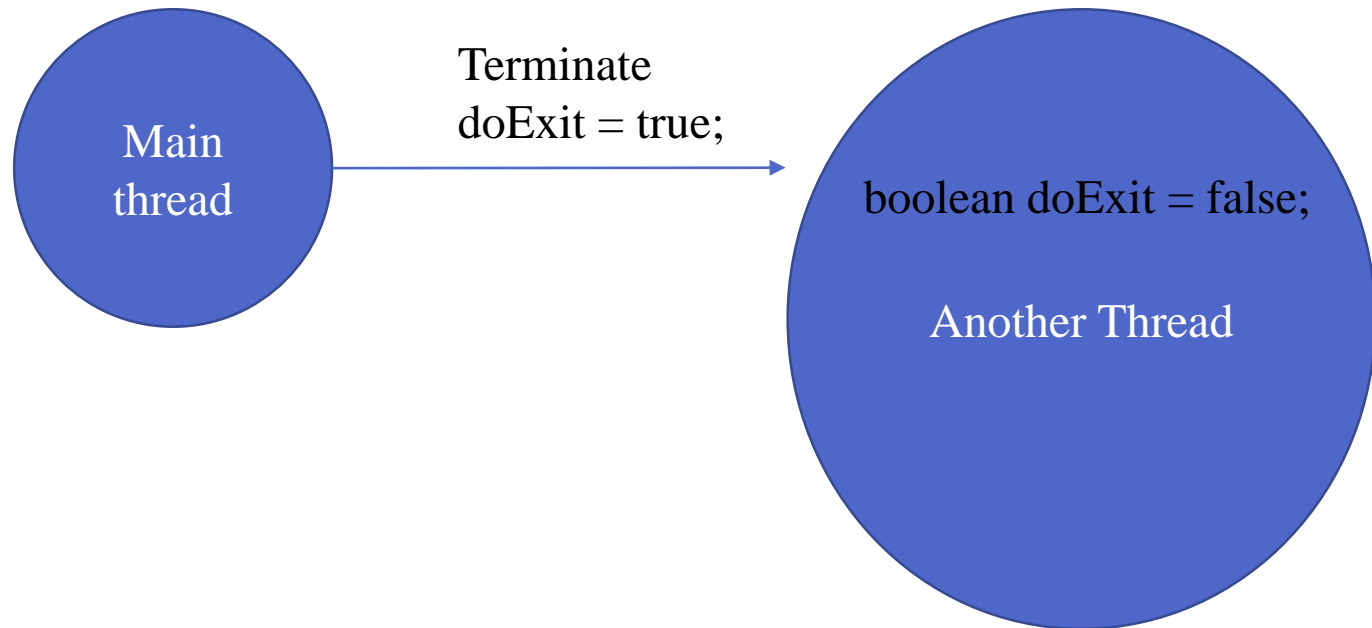 Main
thread
Terminate
doExit = true;
boolean doExit = false;
Another Thread